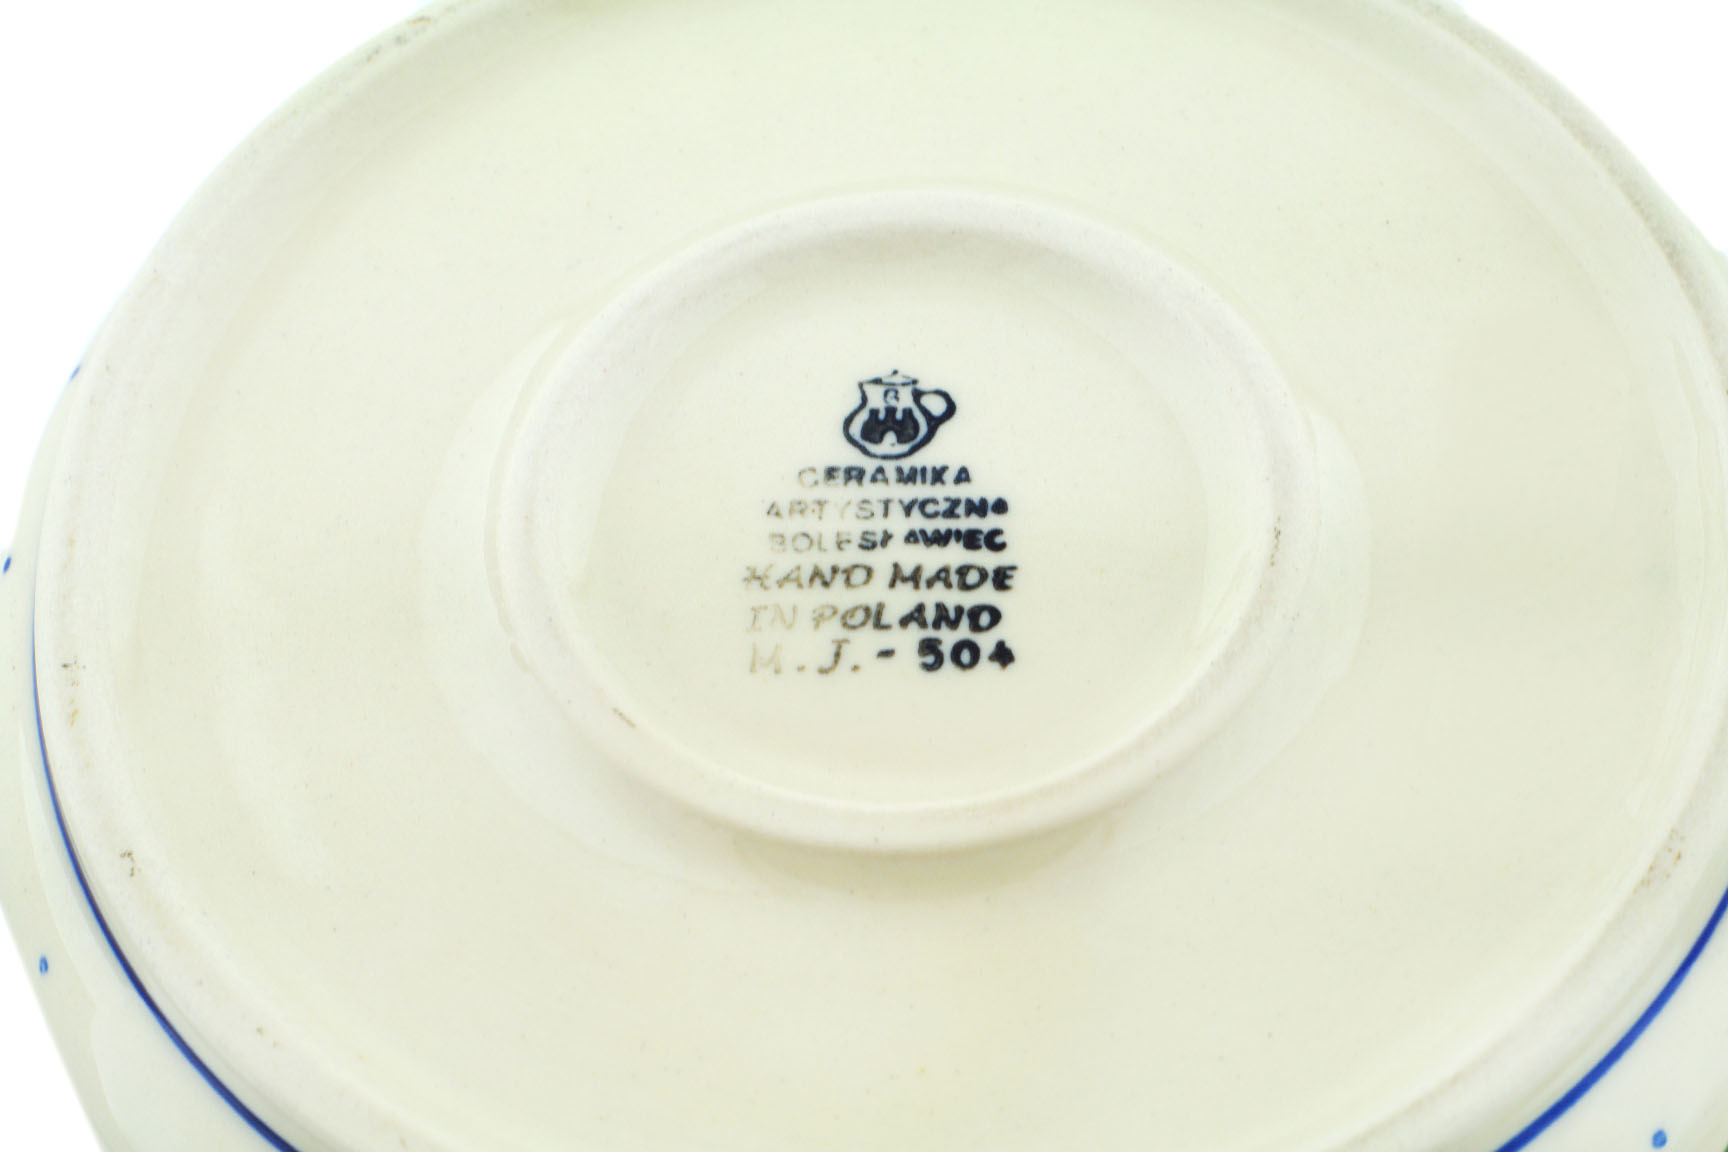 B
CERAMIKA
ARTYSTYCZNA
BOLESŁAWIEC
HAND MADE
IN POLAND
M.J.-504